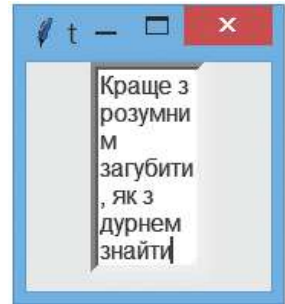 t
Краще з
розумни
м
загубити
, як з
дурнем
знайти